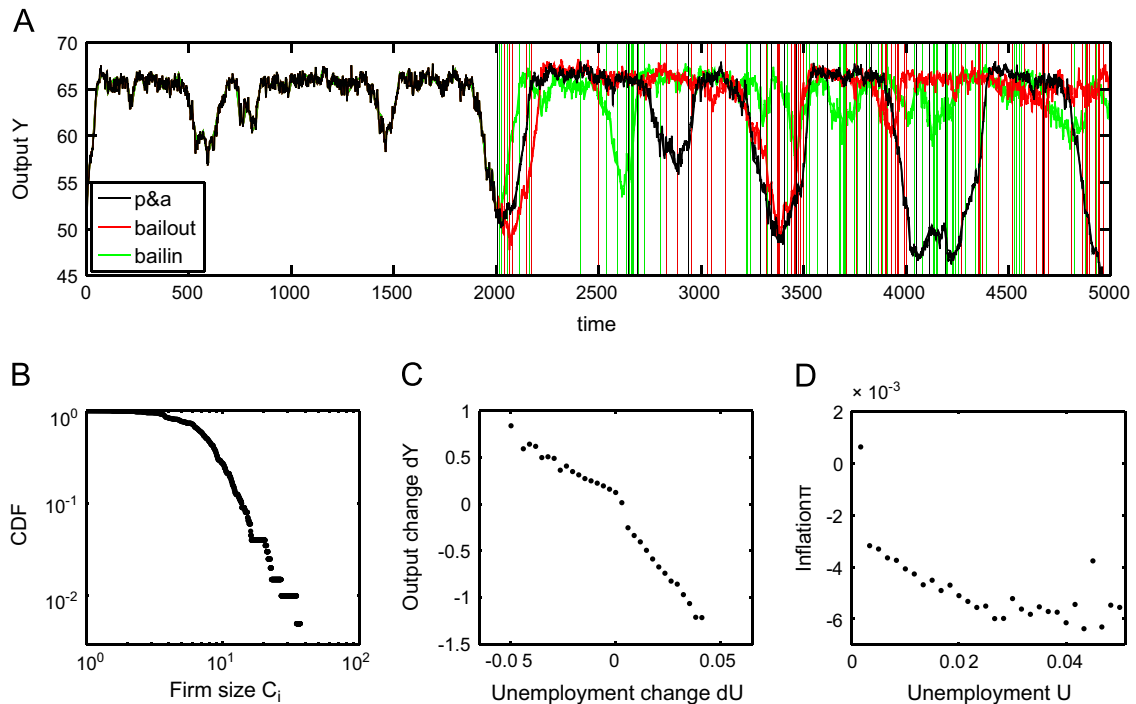 A
70
65
60
55
50
45
Output Y
p&a
bailout
bailin
0 500 1000 1500 2000 2500 3000 3500 4000 4500 5000
time
B
10^0
10^-1
10^-2
CDF
10^0 10^1 10^2
Firm size C_i
C
1
0.5
0
-0.5
-1
-1.5
Output change dY
-0.05 0 0.05
Unemployment change dU
D
× 10^-3
2
0
-2
-4
-6
Inflation π
0 0.02 0.04
Unemployment U